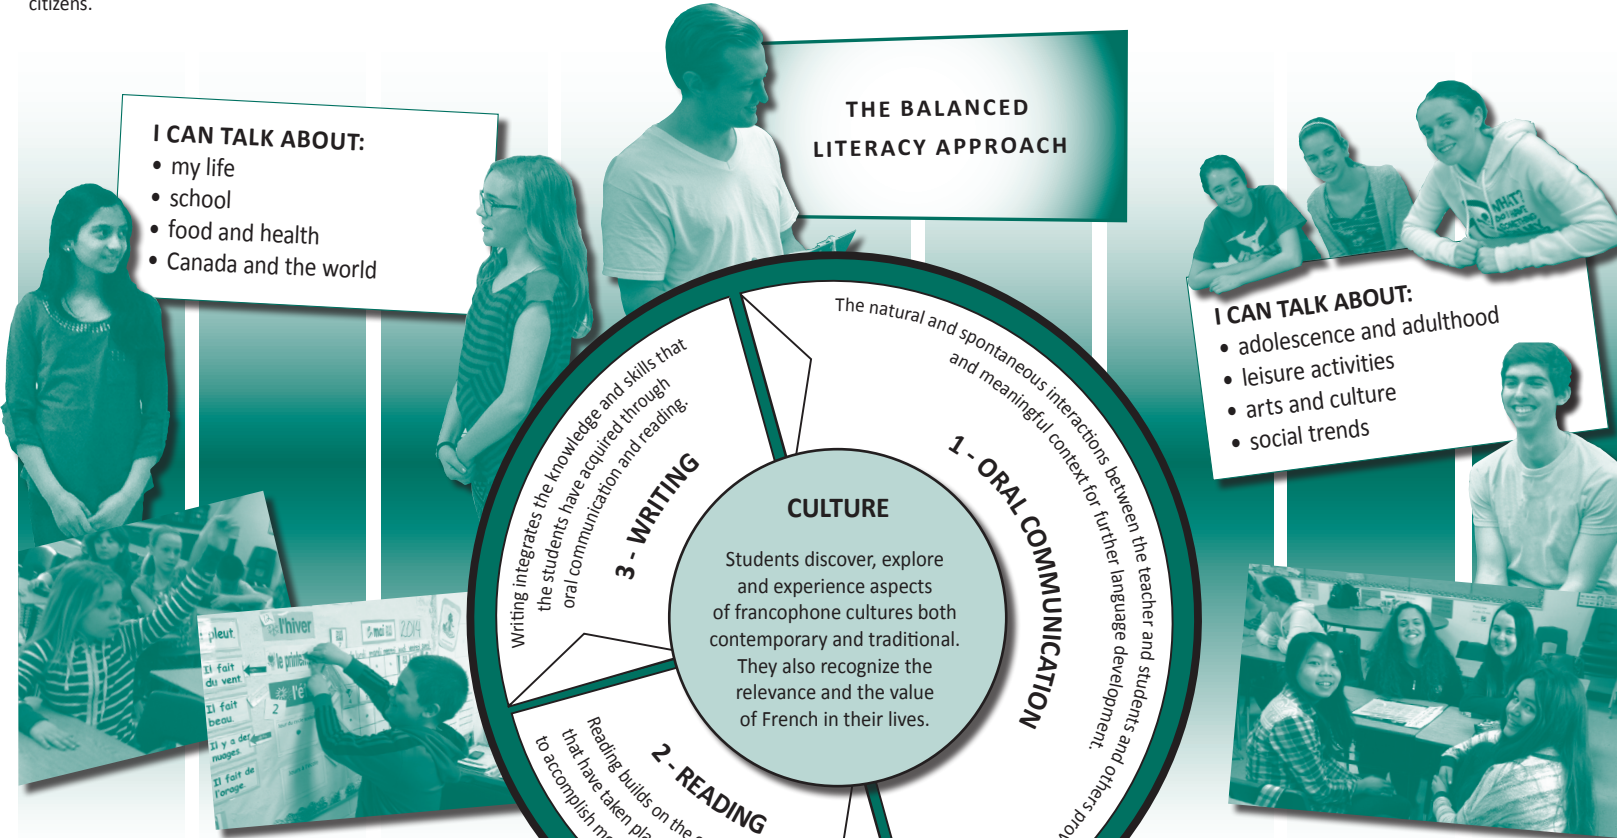 citizens.
THE BALANCED
LITERACY APPROACH
I CAN TALK ABOUT:
• my life
• school
• food and health
• Canada and the world
I CAN TALK ABOUT:
• adolescence and adulthood
• leisure activities
• arts and culture
• social trends
The natural and spontaneous interactions between the teacher and students and others
and meaningful context for further language development.
1 - ORAL COMMUNICATION
Writing integrates the knowledge and skills that
the students have acquired through
oral communication and reading.
3 - WRITING
CULTURE
Students discover, explore
and experience aspects
of francophone cultures both
contemporary and traditional.
They also recognize the
relevance and the value
of French in their lives.
2 - READING
Reading builds on the
that have taken
to accomplish
WHAT?
pleut.
Il fait
du vent
Il fait
beau.
Il y a des
nuages.
Il fait de
l'orage.
l'hiver
mai 2014
le
l'é
2